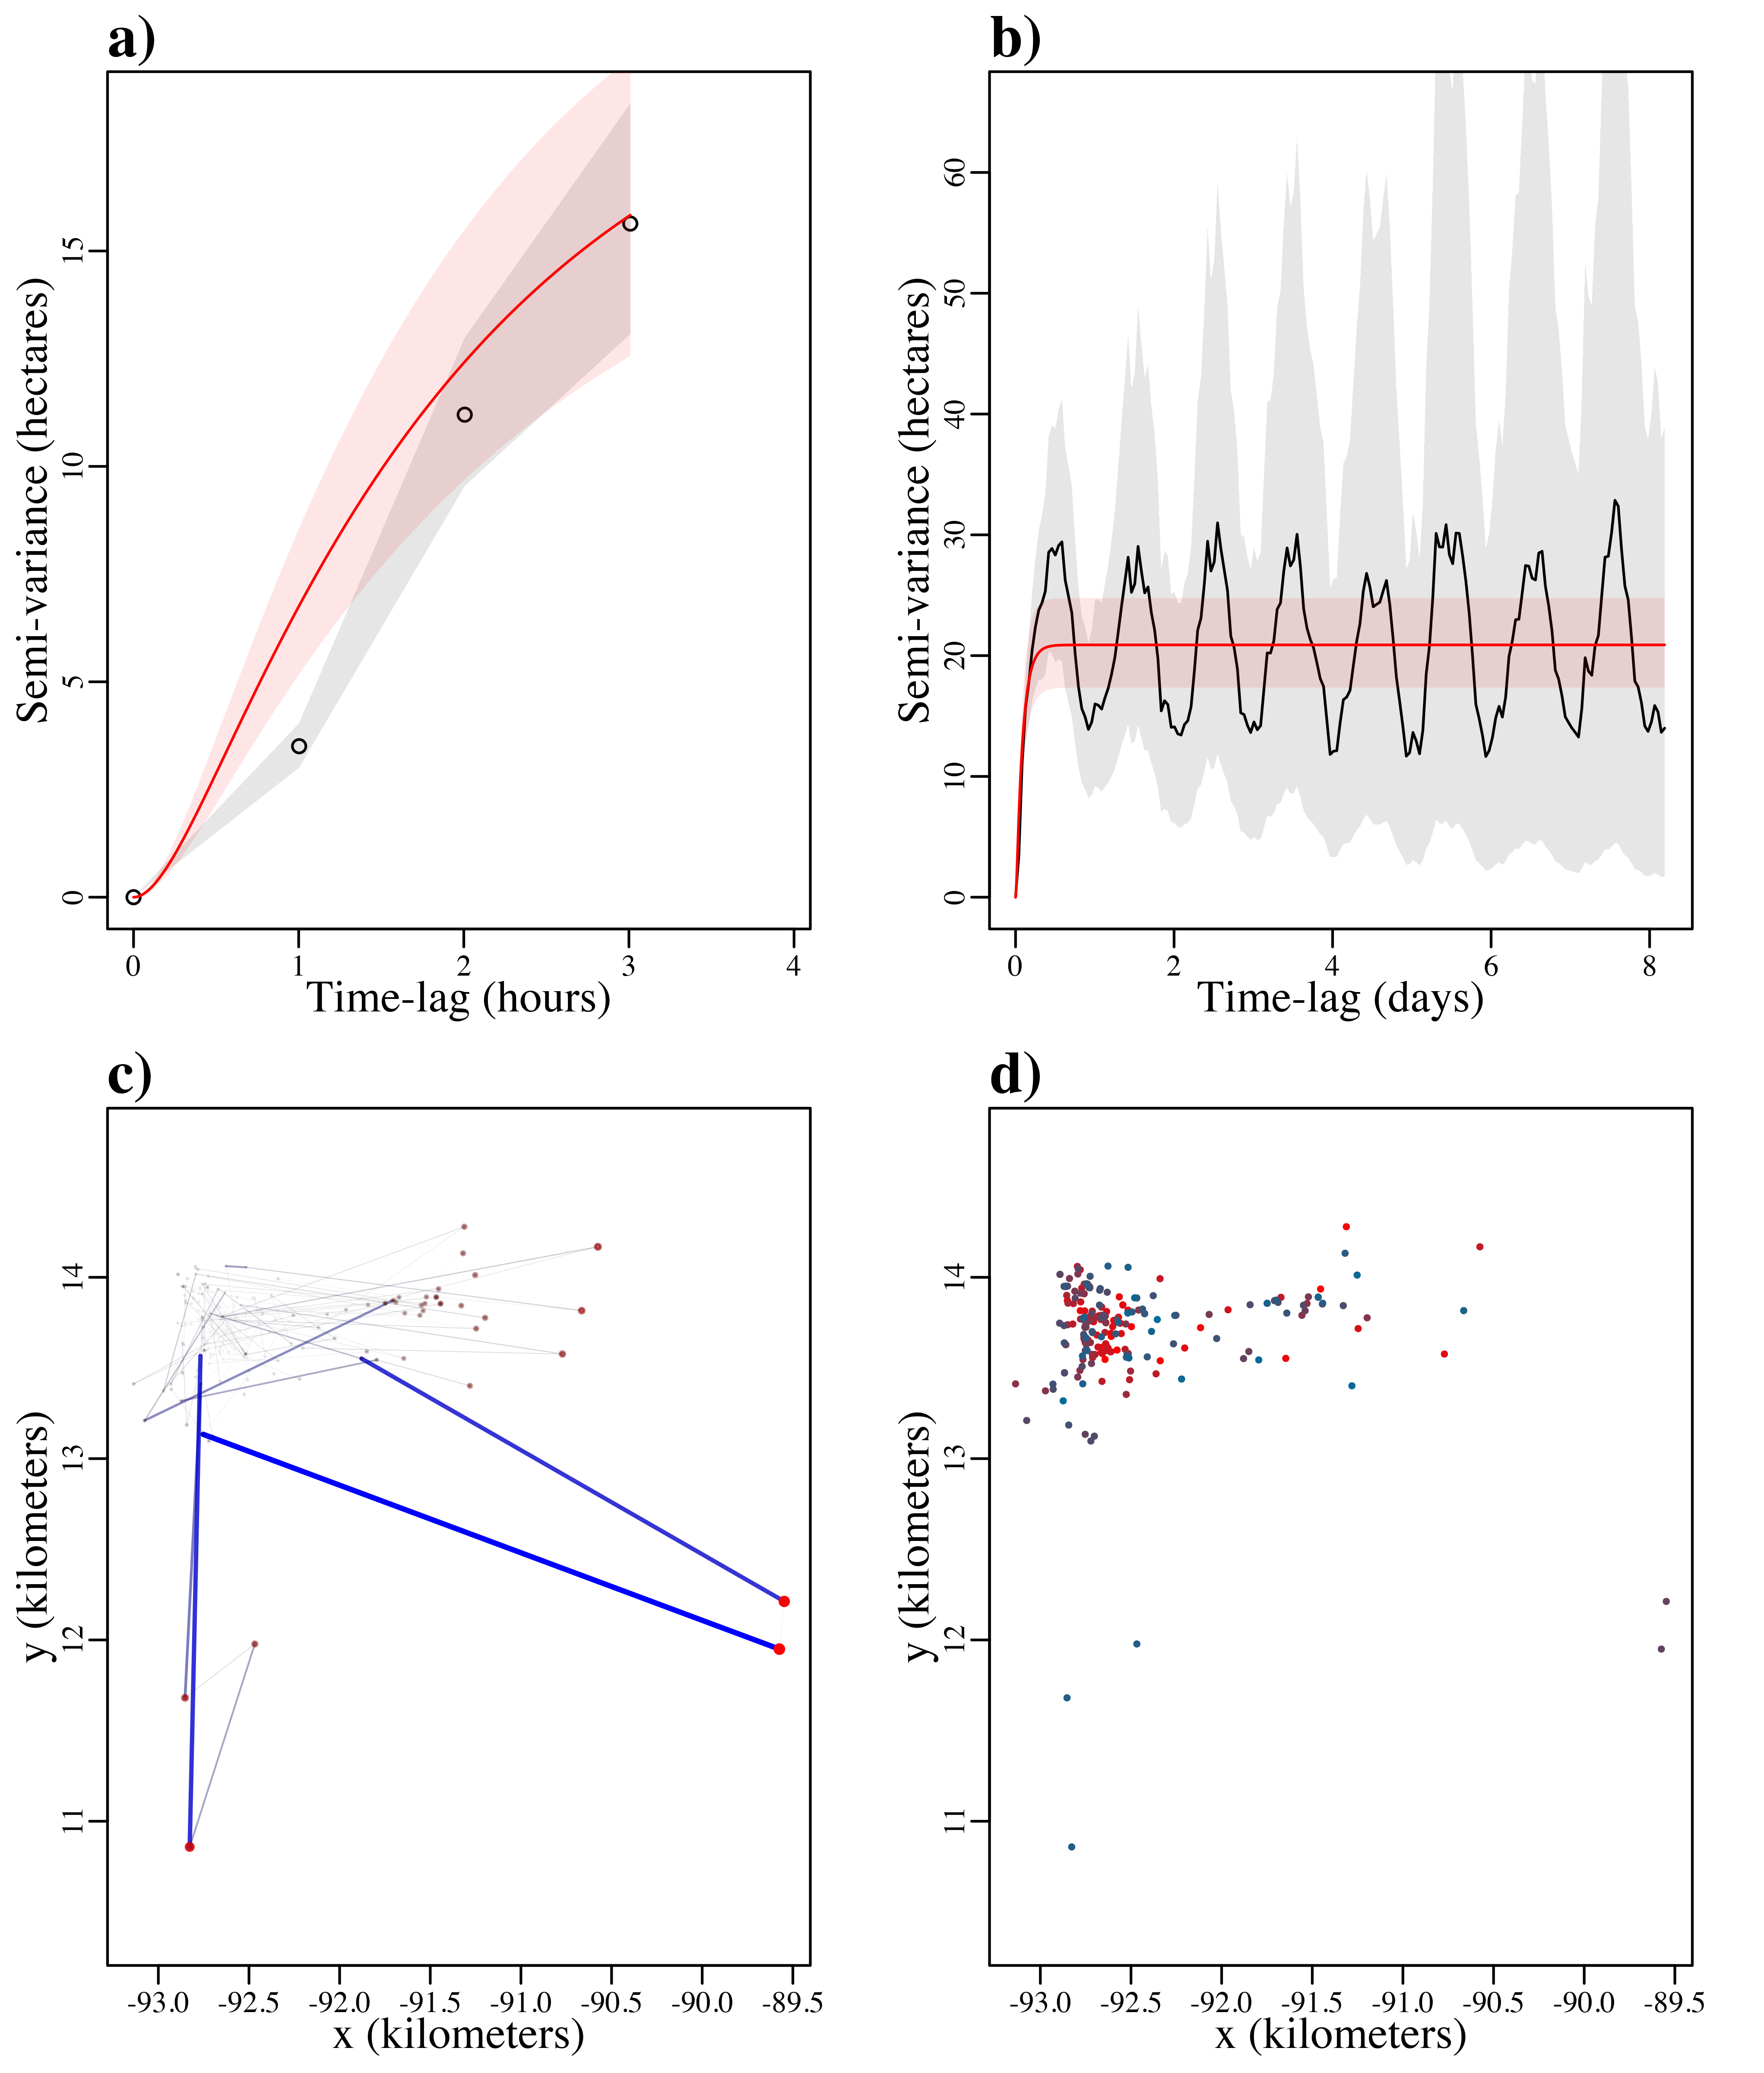 a)
Semi-variance (hectares)
15
10
5
0
0 1 2 3 4
Time-lag (hours)
b)
Semi-variance (hectares)
60
50
40
30
20
10
0
0 2 4 6 8
Time-lag (days)
c)
y (kilometers)
14
13
12
11
-93.0 -92.5 -92.0 -91.5 -91.0 -90.5 -90.0 -89.5
x (kilometers)
d)
y (kilometers)
14
13
12
11
-93.0 -92.5 -92.0 -91.5 -91.0 -90.5 -90.0 -89.5
x (kilometers)